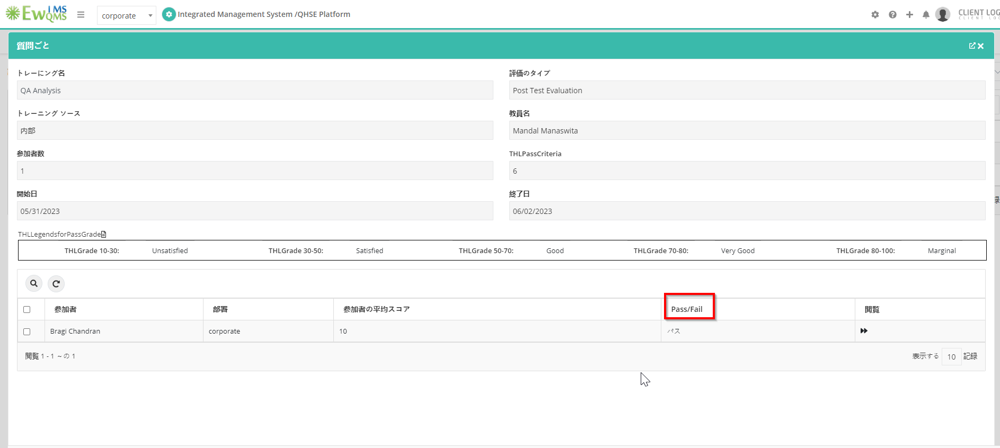 EwQMS IMS
corporate
Integrated Management System /QHSE Platform
CLIENT LOG
CLIENT LOG
質問ごと
トレーにング名
評価のタイプ
QA Analysis
Post Test Evaluation
トレーニング ソース
教員名
内部
Mandal Manaswita
参加者数
THLPassCriteria
1
6
開始日
終了日
05/31/2023
06/02/2023
録
THLLegendsforPassGrade
THLGrade 10-30: Unsatisfied THLGrade 30-50: Satisfied THLGrade 50-70: Good THLGrade 70-80: Very Good THLGrade 80-100: Marginal
参加者 部署 参加者の平均スコア Pass/Fail 閲覧
Bragi Chandran corporate 10 パス
閲覧 1 - 1 ~ の 1
表示する 10 記録